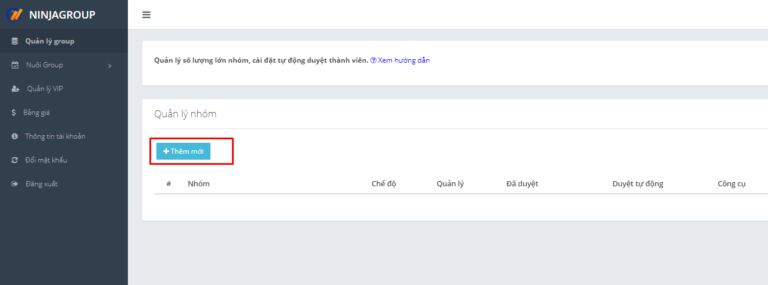 NINJAGROUP
Quản lý group
Nuôi Group
Quản lý VIP
Bảng giá
Thông tin tài khoản
Đổi mật khẩu
Đăng xuất
Quản lý số lượng lớn nhóm, cài đặt tự động duyệt thành viên. Xem hướng dẫn
Quản lý nhóm
Thêm mới
# Nhóm Chế độ Quản lý Đã duyệt Duyệt tự động Công cụ